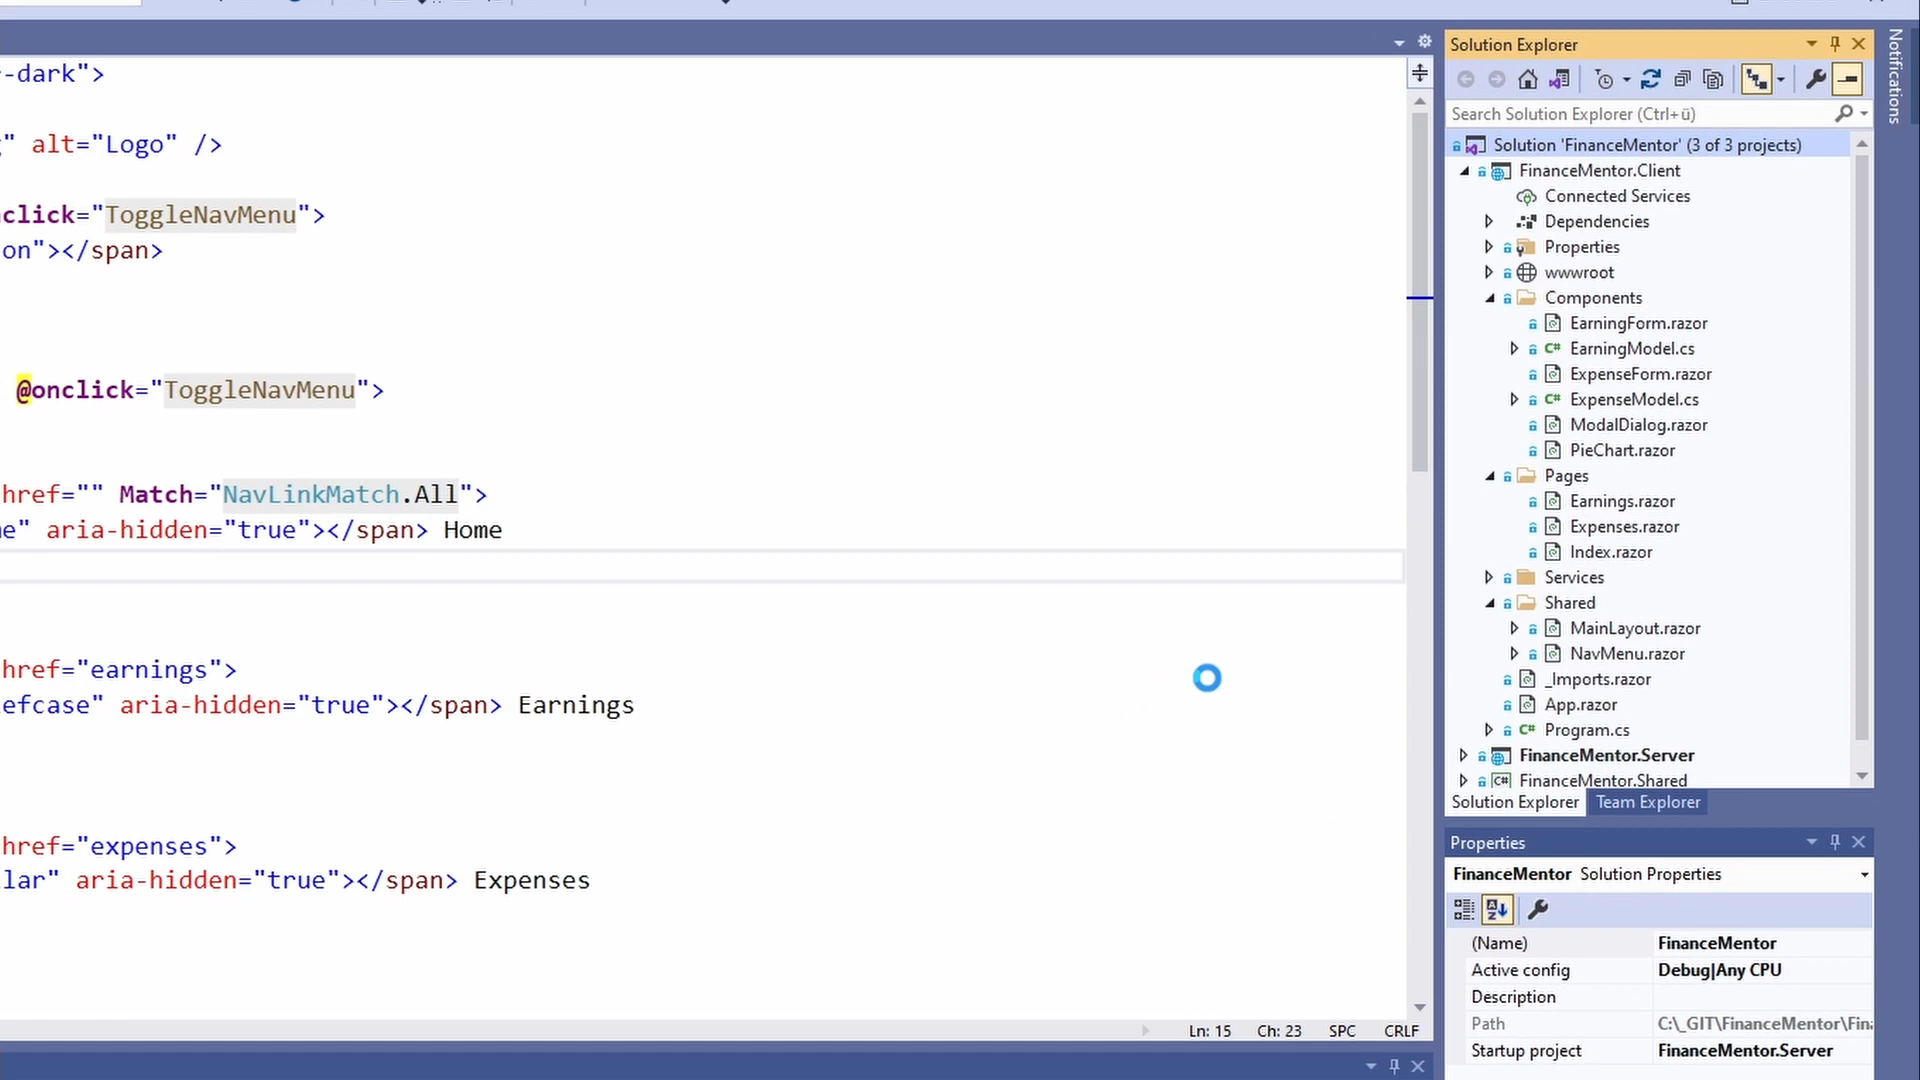 -dark">
" alt="Logo" />
click="ToggleNavMenu">
on"></span>
@onclick="ToggleNavMenu">
href="" Match="NavLinkMatch.All">
e" aria-hidden="true"></span> Home
href="earnings">
efcase" aria-hidden="true"></span> Earnings
href="expenses">
lar" aria-hidden="true"></span> Expenses
Ln: 15 Ch: 23 SPC CRLF
Solution Explorer
Search Solution Explorer (Ctrl+ü)
Solution 'FinanceMentor' (3 of 3 projects)
FinanceMentor.Client
Connected Services
Dependencies
Properties
wwwroot
Components
EarningForm.razor
C# EarningModel.cs
ExpenseForm.razor
C# ExpenseModel.cs
ModalDialog.razor
PieChart.razor
Pages
Earnings.razor
Expenses.razor
Index.razor
Services
Shared
MainLayout.razor
NavMenu.razor
_Imports.razor
App.razor
C# Program.cs
FinanceMentor.Server
C# FinanceMentor.Shared
Solution Explorer Team Explorer
Properties
FinanceMentor Solution Properties
(Name) FinanceMentor
Active config Debug|Any CPU
Description
Path C:\_GIT\FinanceMentor\Fina
Startup project FinanceMentor.Server
Notifications